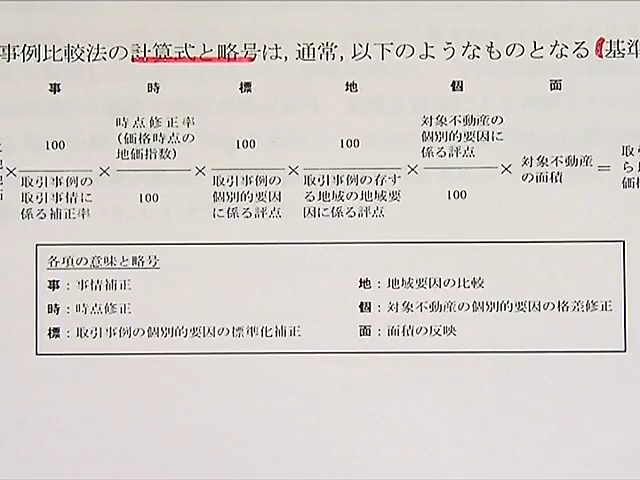 事例比較法の計算式と略号は，通常，以下のようなものとなる（基準
事 時 標 地 個 面
100
取引事例の
取引事情に
係る補正率
×
時点修正率
(価格時点の
地価指数)
100
×
100
取引事例の
個別的要因
に係る評点
×
100
取引事例の存す
る地域の地域要
因に係る評点
×
対象不動産の
個別的要因に
係る評点
100
×
対象不動産
の面積
=
各項の意味と略号
事：事情補正
時：時点修正
標：取引事例の個別的要因の標準化補正
地：地域要因の比較
個：対象不動産の個別的要因の格差修正
面：面積の反映